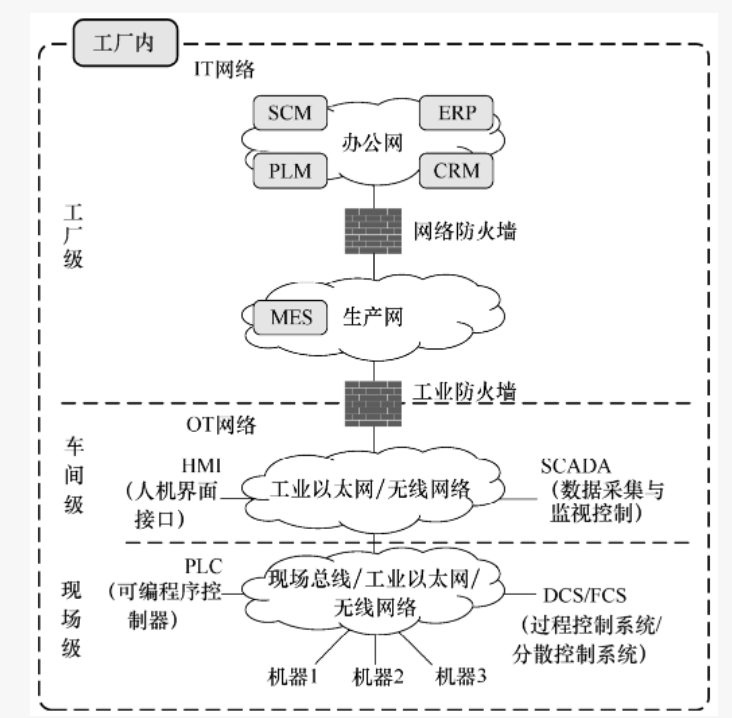 工厂内
IT网络
SCM
ERP
办公网
PLM
CRM
工厂级
网络防火墙
MES
生产网
工业防火墙
OT网络
车间级
HMI
(人机界面
接口)
工业以太网/无线网络
SCADA
(数据采集与
监视控制)
现场级
PLC
(可编程序控
制器)
现场总线/工业以太网/
无线网络
DCS/FCS
(过程控制系统/
分散控制系统)
机器1
机器2
机器3